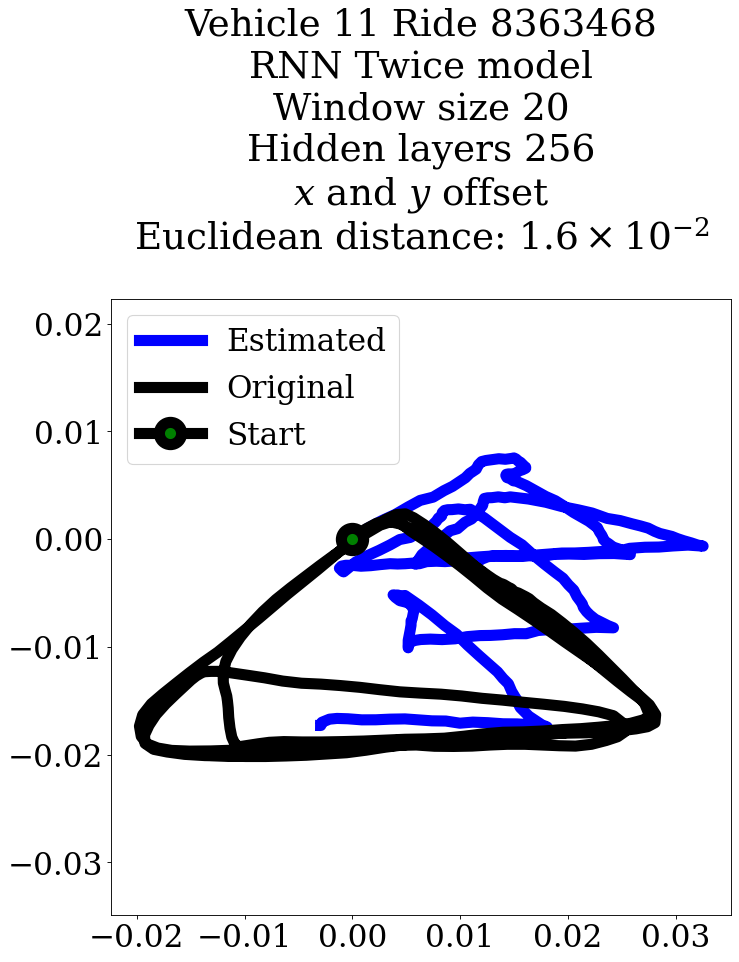 Vehicle 11 Ride 8363468
RNN Twice model
Window size 20
Hidden layers 256
x and y offset
Euclidean distance: 1.6 × 10⁻²
Estimated
Original
Start
0.02
0.01
0.00
−0.01
−0.02
−0.03
−0.02 −0.01 0.00 0.01 0.02 0.03